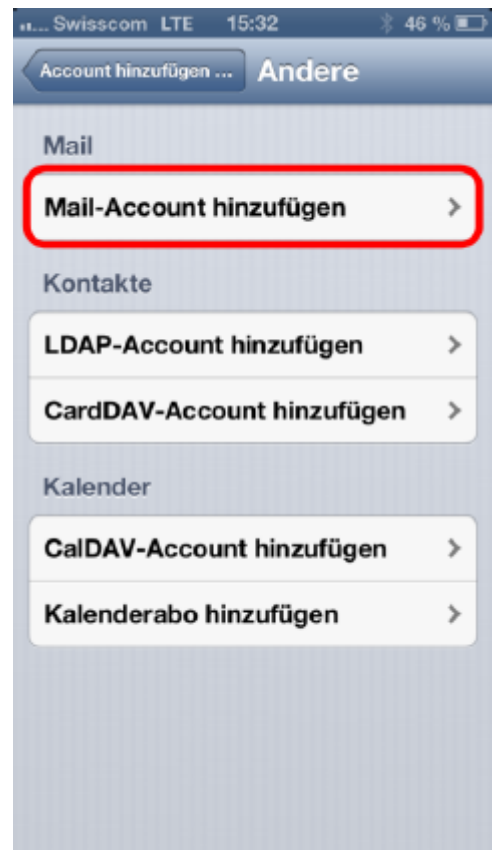 ... Swisscom LTE 15:32 46 %
Account hinzufügen ... Andere
Mail
Mail-Account hinzufügen
Kontakte
LDAP-Account hinzufügen
CardDAV-Account hinzufügen
Kalender
CalDAV-Account hinzufügen
Kalenderabo hinzufügen